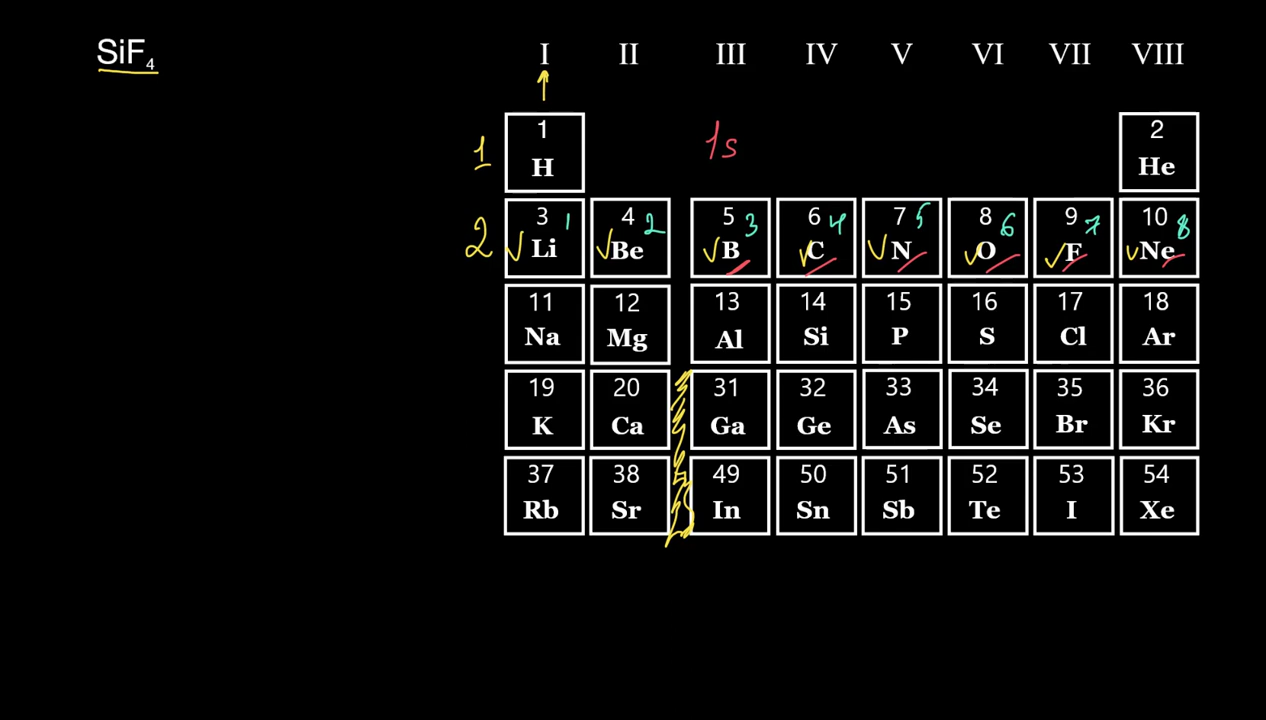 SiF₄ I II III IV V VI VII VIII
1 2
1 H 1s He
3 1 4 2 5 3 6 4 7 5 8 6 9 7 10 8
2 Li Be B C N O F Ne
11 12 13 14 15 16 17 18
Na Mg Al Si P S Cl Ar
19 20 31 32 33 34 35 36
K Ca Ga Ge As Se Br Kr
37 38 49 50 51 52 53 54
Rb Sr In Sn Sb Te I Xe